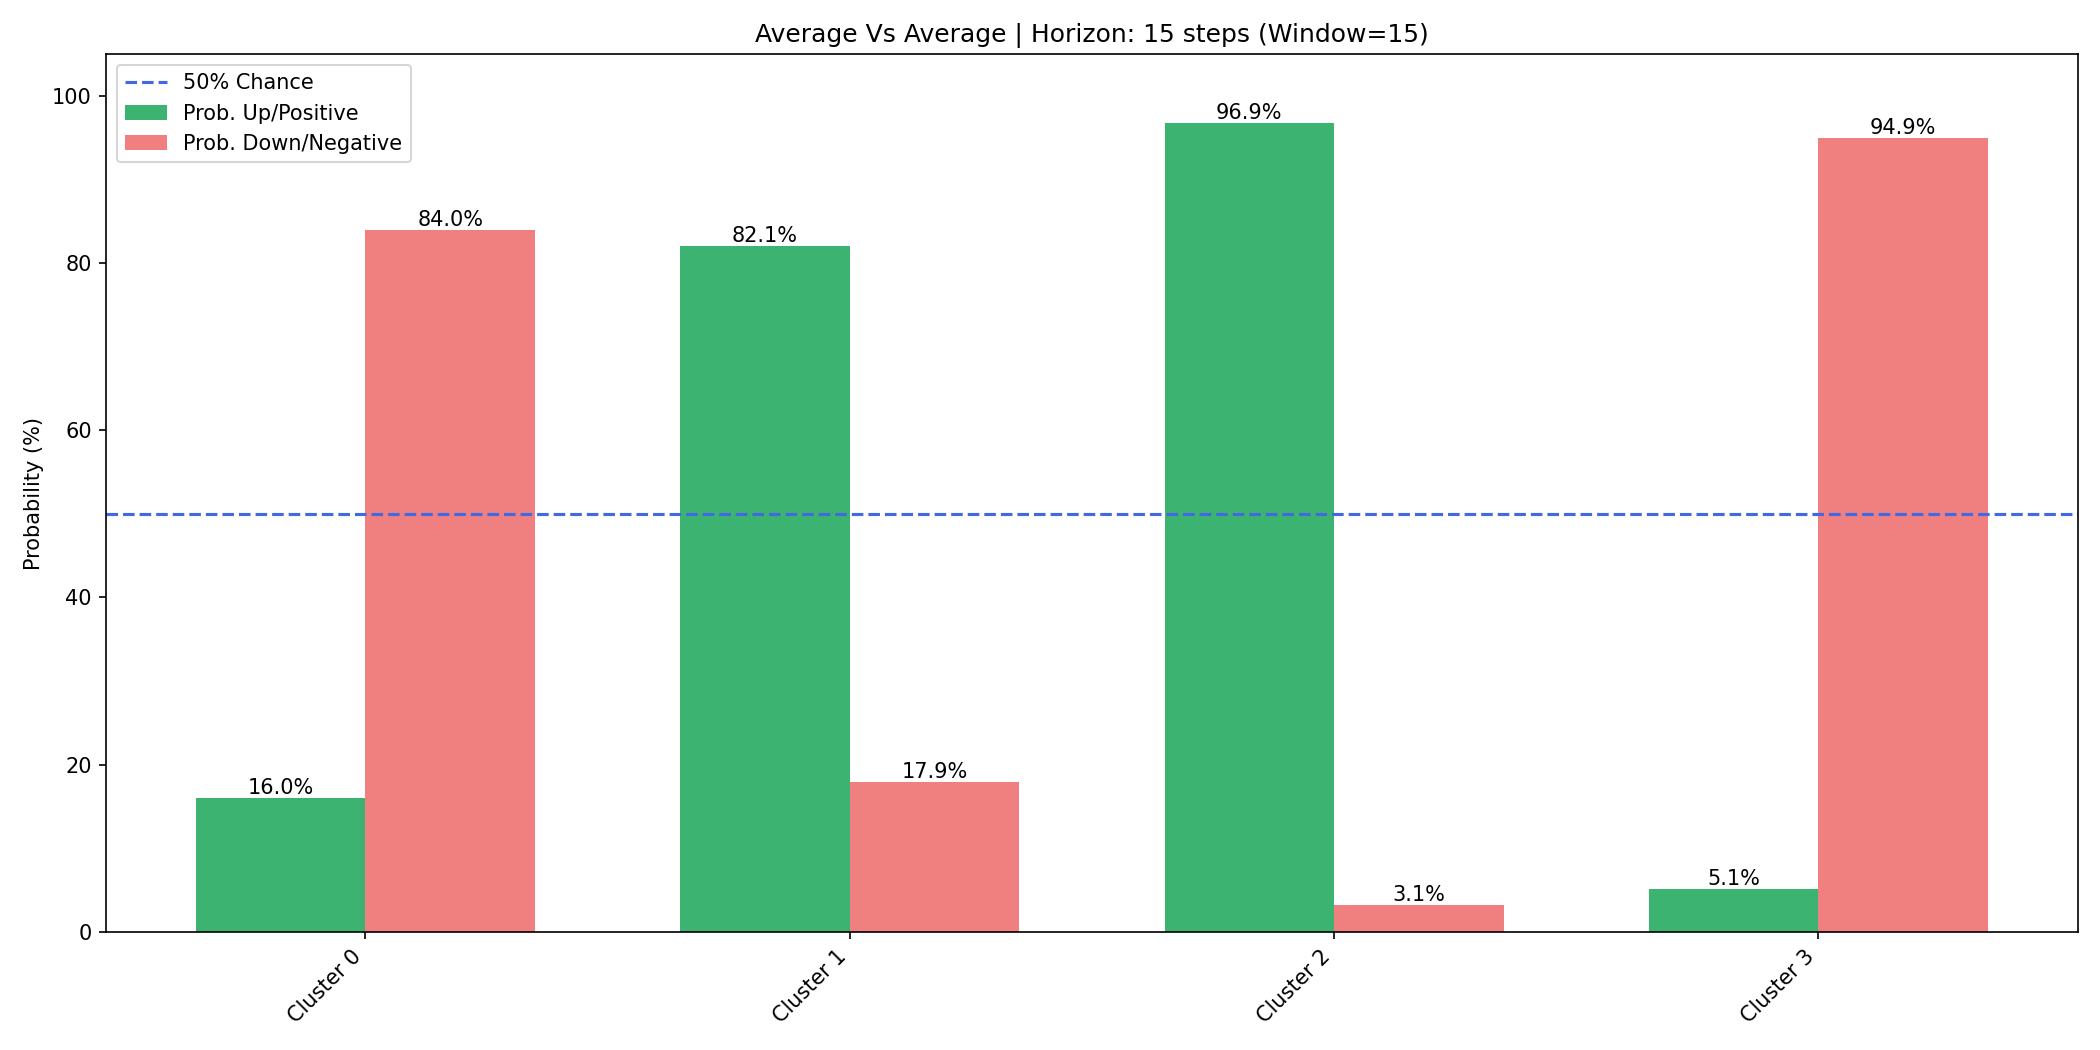 Average Vs Average | Horizon: 15 steps (Window=15)
50% Chance
Prob. Up/Positive
Prob. Down/Negative
Probability (%)
100
80
60
40
20
0
16.0%
84.0%
82.1%
17.9%
96.9%
3.1%
5.1%
94.9%
Cluster 0
Cluster 1
Cluster 2
Cluster 3